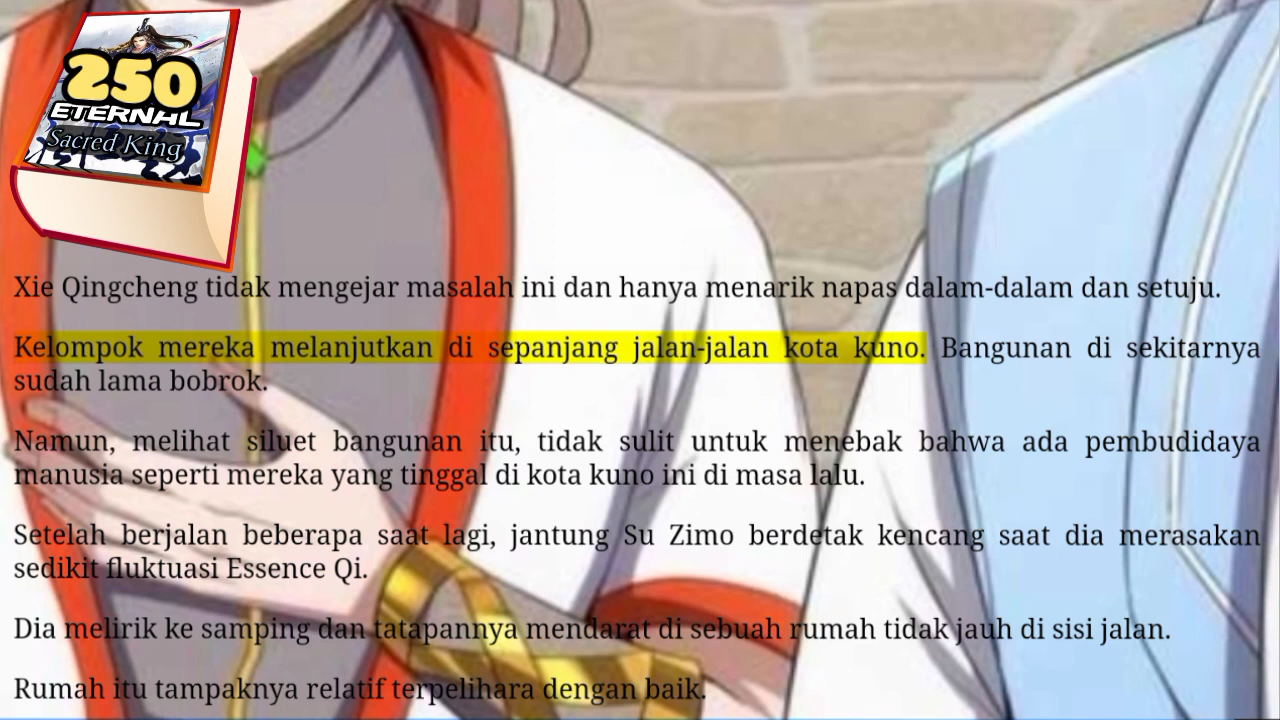 250
ETERNAL
Sacred King
Xie Qingcheng tidak mengejar masalah ini dan hanya menarik napas dalam-dalam dan setuju.
Kelompok mereka melanjutkan di sepanjang jalan-jalan kota kuno. Bangunan di sekitarnya
sudah lama bobrok.
Namun, melihat siluet bangunan itu, tidak sulit untuk menebak bahwa ada pembudidaya
manusia seperti mereka yang tinggal di kota kuno ini di masa lalu.
Setelah berjalan beberapa saat lagi, jantung Su Zimo berdetak kencang saat dia merasakan
sedikit fluktuasi Essence Qi.
Dia melirik ke samping dan tatapannya mendarat di sebuah rumah tidak jauh di sisi jalan.
Rumah itu tampaknya relatif terpelihara dengan baik.